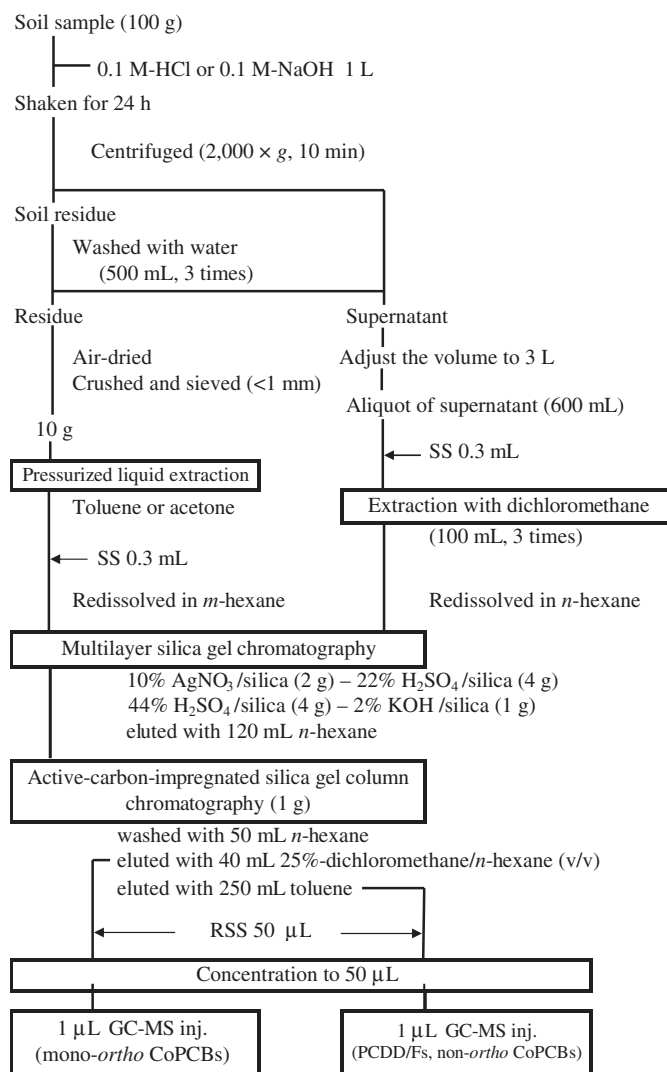 Soil sample (100 g)
0.1 M-HCl or 0.1 M-NaOH 1 L
Shaken for 24 h
Centrifuged (2,000 × g, 10 min)
Soil residue
Washed with water
(500 mL, 3 times)
Residue
Supernatant
Air-dried
Crushed and sieved (<1 mm)
Adjust the volume to 3 L
Aliquot of supernatant (600 mL)
10 g
SS 0.3 mL
Pressurized liquid extraction
Extraction with dichloromethane
Toluene or acetone
(100 mL, 3 times)
SS 0.3 mL
Redissolved in m-hexane
Redissolved in n-hexane
Multilayer silica gel chromatography
10% AgNO₃/silica (2 g) – 22% H₂SO₄/silica (4 g)
44% H₂SO₄/silica (4 g) – 2% KOH/silica (1 g)
eluted with 120 mL n-hexane
Active-carbon-impregnated silica gel column
chromatography (1 g)
washed with 50 mL n-hexane
eluted with 40 mL 25%-dichloromethane/n-hexane (v/v)
eluted with 250 mL toluene
RSS 50 μL
Concentration to 50 μL
1 μL GC-MS inj.
(mono-ortho CoPCBs)
1 μL GC-MS inj.
(PCDD/Fs, non-ortho CoPCBs)